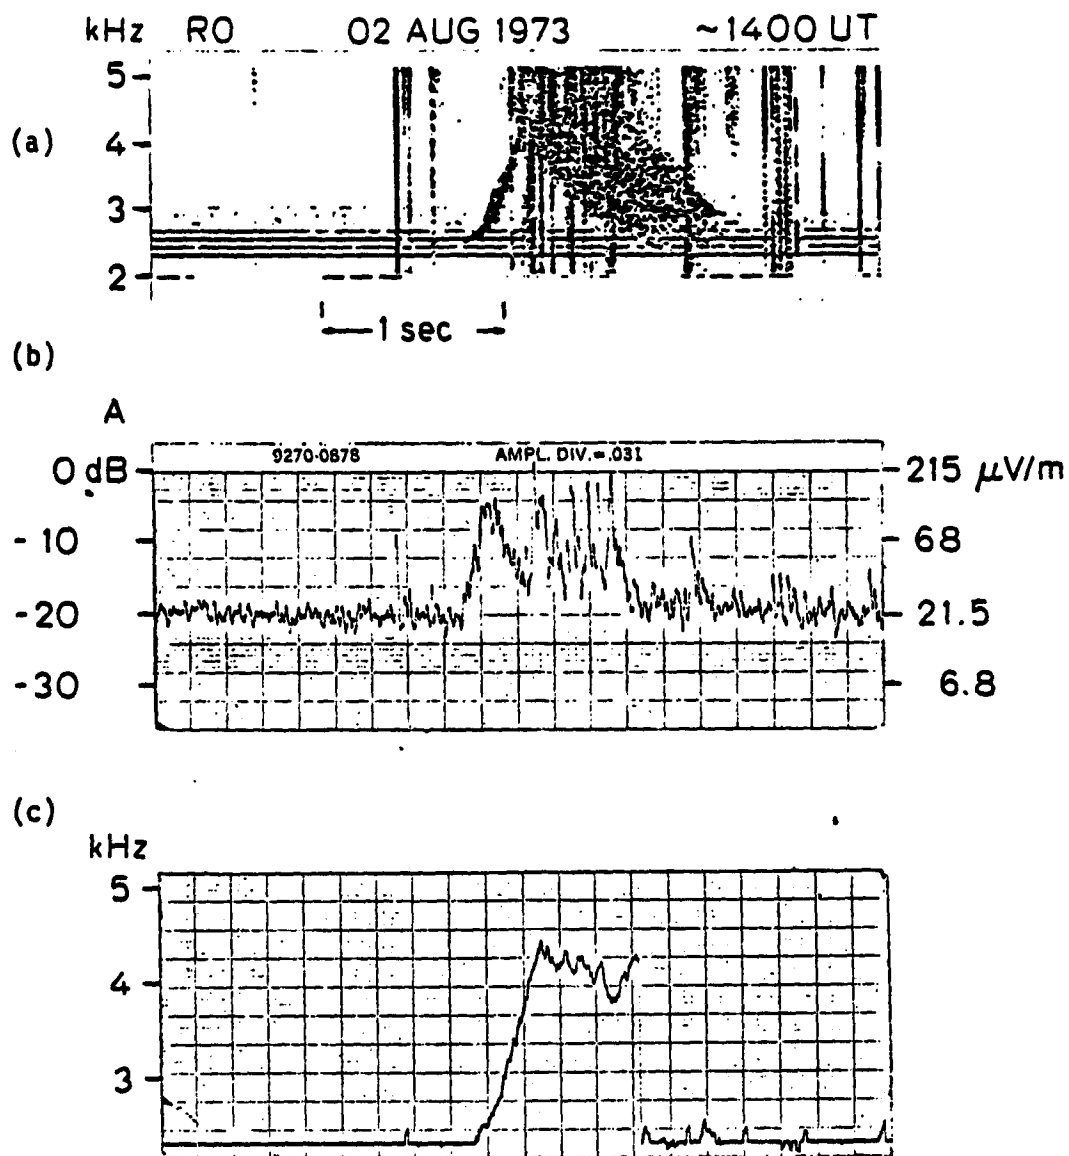 kHz RO 02 AUG 1973 ~1400 UT
5
(a)
4
3
2
1 sec
(b)
A
9270-0878 AMPL. DIV.=.031
0 dB 215 μV/m
-10 68
-20 21.5
-30 6.8
(c)
kHz
5
4
3